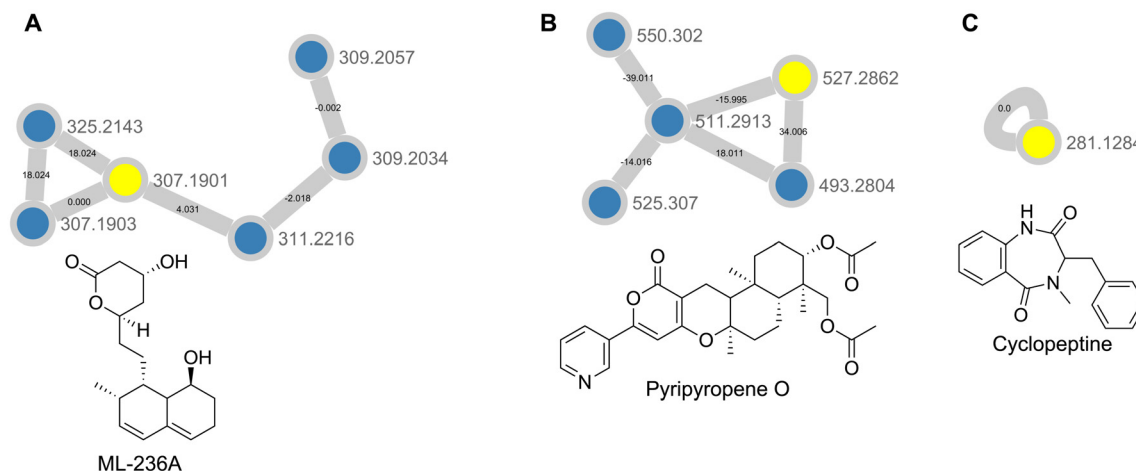 A
309.2057
-0.002
325.2143
18.024
309.2034
18.024
307.1901
-2.018
0.000
4.031
307.1903
311.2216
O
OH
O
H
OH
ML-236A
B
550.302
-39.011
527.2862
-15.995
511.2913
34.006
18.011
-14.016
493.2804
525.307
O
O
O
O
O
O
O
N
Pyripyropene O
C
0.0
281.1284
H
N
O
N
O
Cyclopeptine